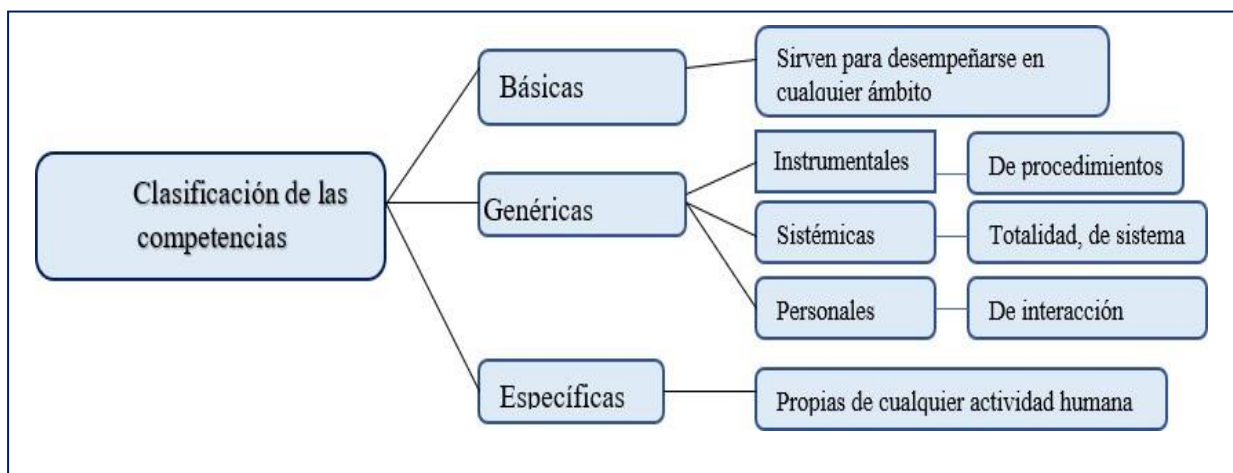 Clasificación de las
competencias
Básicas
Sirven para desempeñarse en
cualquier ámbito
Genéricas
Instrumentales
De procedimientos
Sistémicas
Totalidad, de sistema
Personales
De interacción
Específicas
Propias de cualquier actividad humana